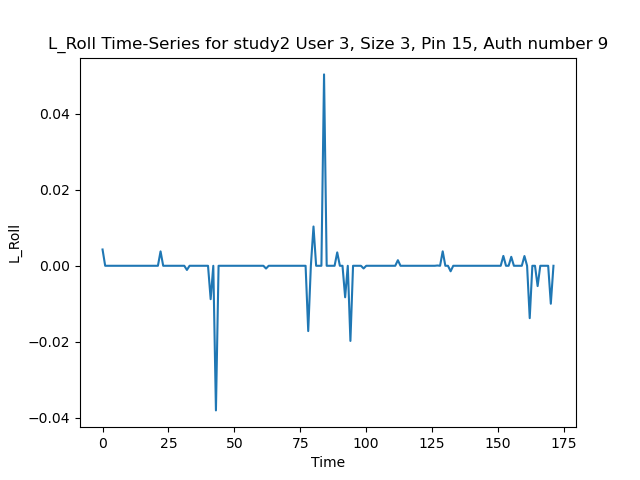 L_Roll Time-Series for study2 User 3, Size 3, Pin 15, Auth number 9
0.04
0.02
0.00
−0.02
−0.04
L_Roll
0 25 50 75 100 125 150 175
Time